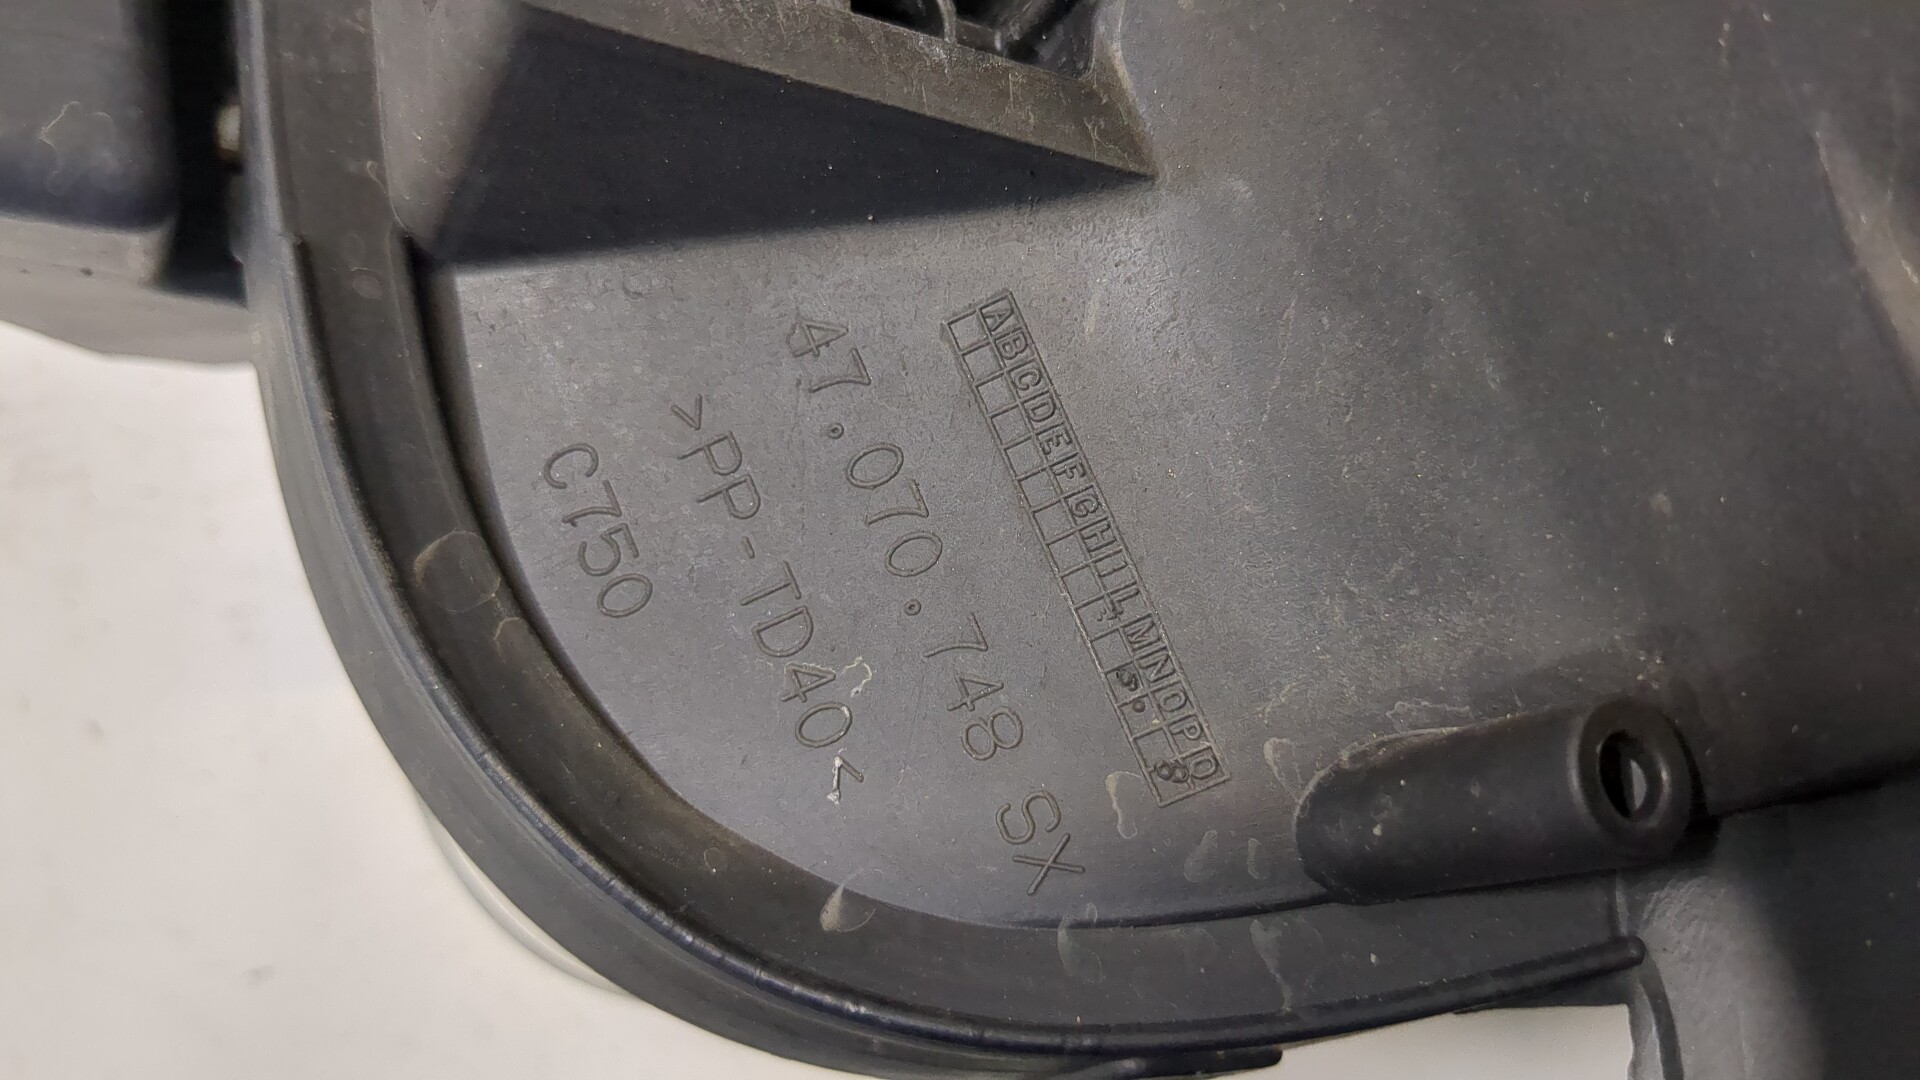 ABCDEFGHILMNOPQ
47.070.748 SX
>PP-TD40<
C750